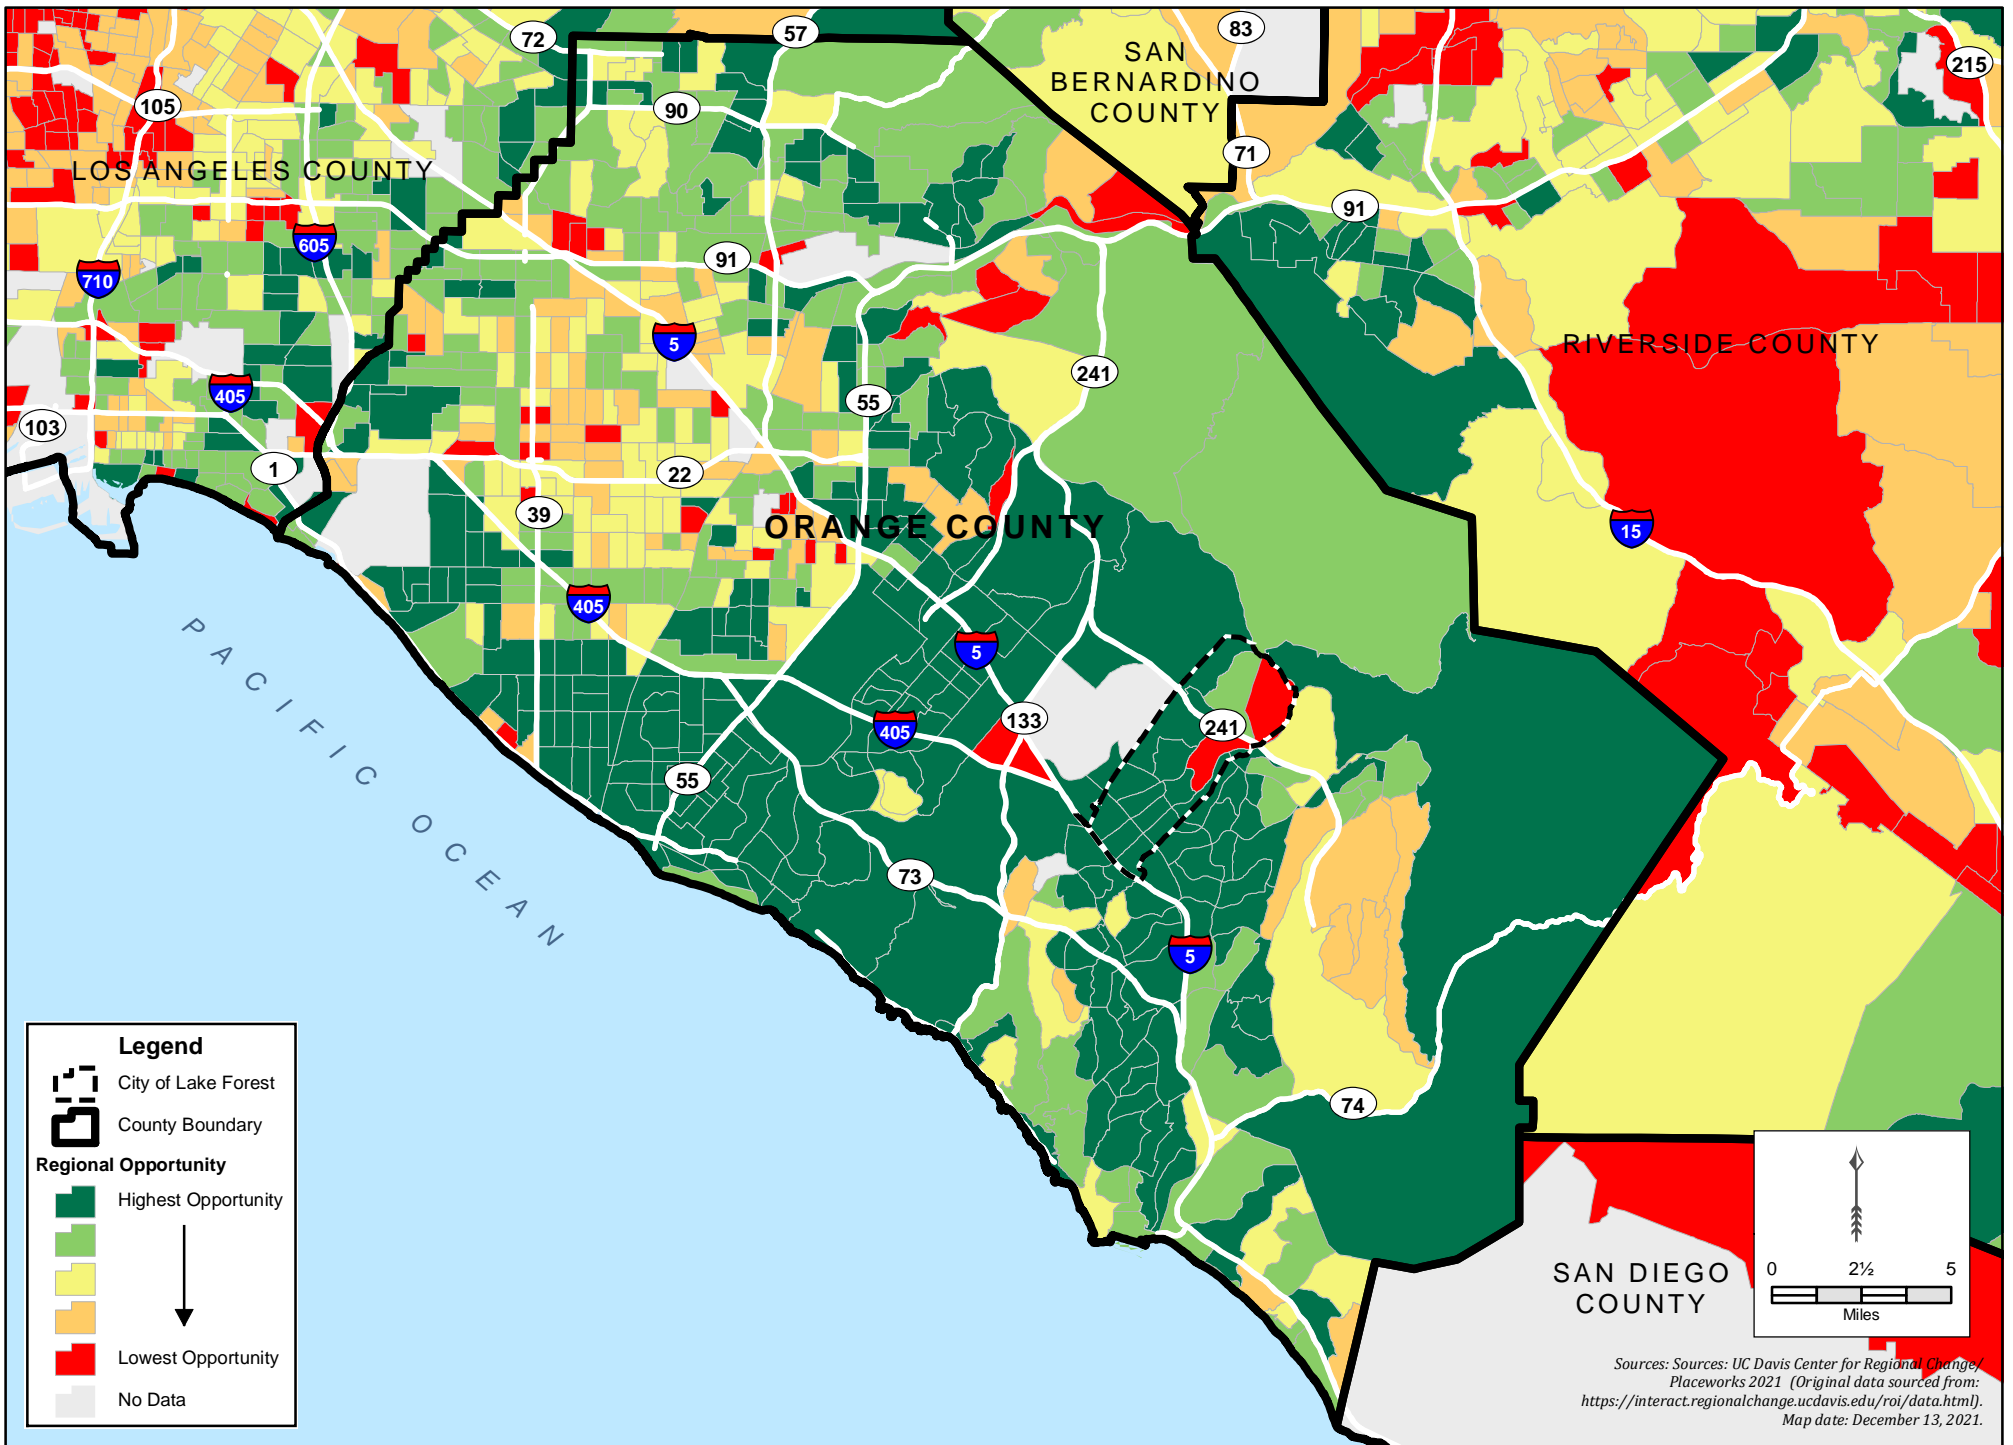 72
57
83
SAN
BERNARDINO
COUNTY
215
105
90
71
LOS ANGELES COUNTY
91
605
91
710
5
RIVERSIDE COUNTY
241
405
55
103
1
22
39
ORANGE COUNTY
15
405
5
PACIFIC OCEAN
133
405
241
55
73
5
74
Legend
City of Lake Forest
County Boundary
Regional Opportunity
Highest Opportunity
Lowest Opportunity
No Data
SAN DIEGO
COUNTY
0 2½ 5
Miles
Sources: Sources: UC Davis Center for Regional Change/
Placeworks 2021 (Original data sourced from:
https://interact.regionalchange.ucdavis.edu/roi/data.html).
Map date: December 13, 2021.